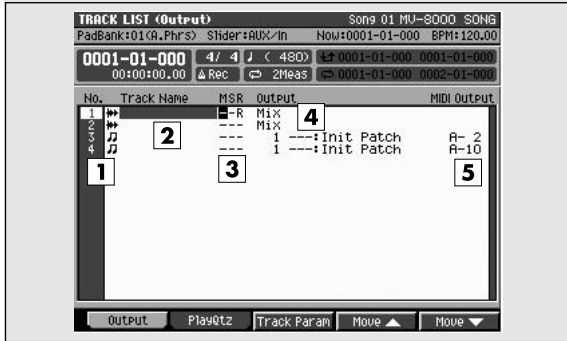 TRACK LIST (Output) Song 01 MV-8000 SONG
PadBank:01(A.Phrs) Slider:AUX/In Now:0001-01-000 BPM:120.00
0001-01-000 4/ 4 ♩ ( 480) 0001-01-000 0001-01-000
00:00:00.00 Rec 2Meas 0001-01-000 0002-01-000
No. Track Name MSR Output MIDI Output
1 --R Mix
2 --- Mix
3 --- 1 ---:Init Patch A- 2
4 --- 1 ---:Init Patch A-10
1 2 3 4 5
Output PlayQtz Track Param Move ▲ Move ▼